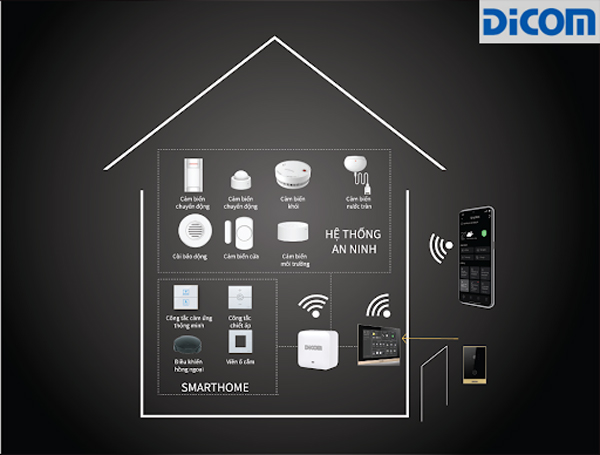 DiCOM
Cảm biến
chuyển động
Cảm biến
chuyển động
Cảm biến
khói
Cảm biến
nước tràn
Còi báo động
Cảm biến cửa
Cảm biến
môi trường
HỆ THỐNG
AN NINH
Công tắc cảm ứng
thông minh
Công tắc
chiết áp
Điều khiển
hồng ngoại
Viền ổ cắm
SMARTHOME
DICOM